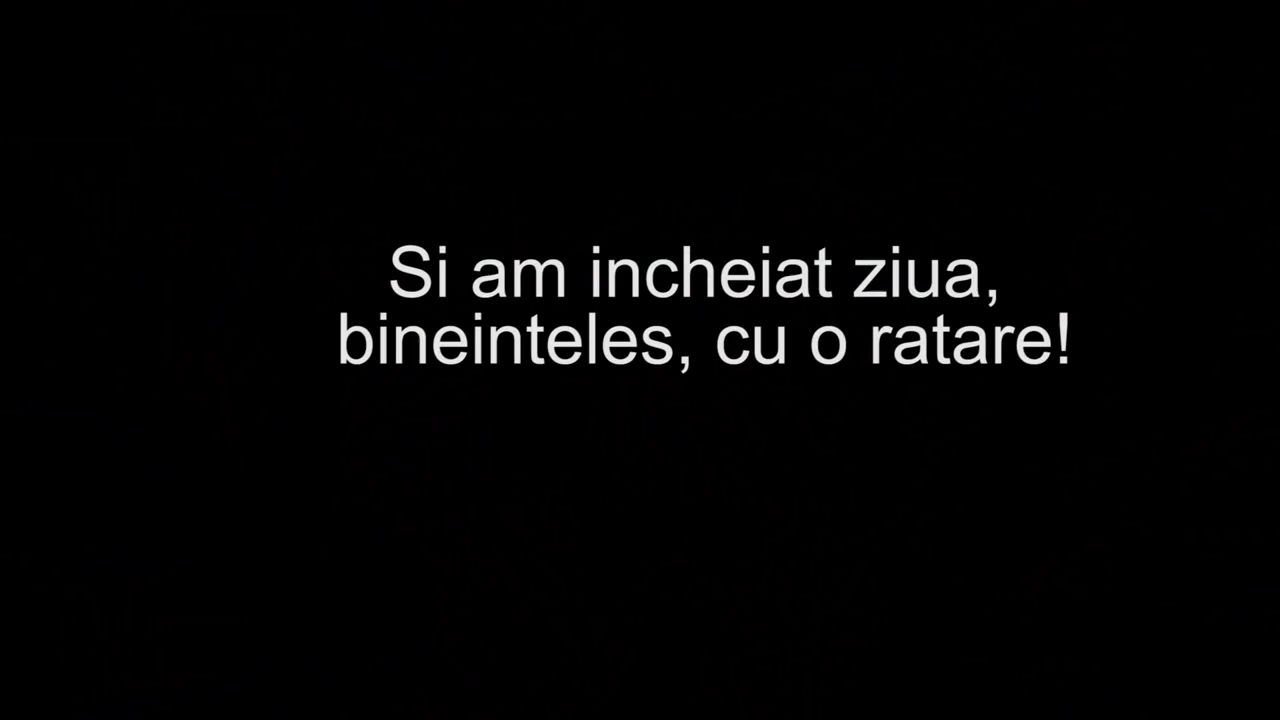 Si am incheiat ziua,
bineinteles, cu o ratare!